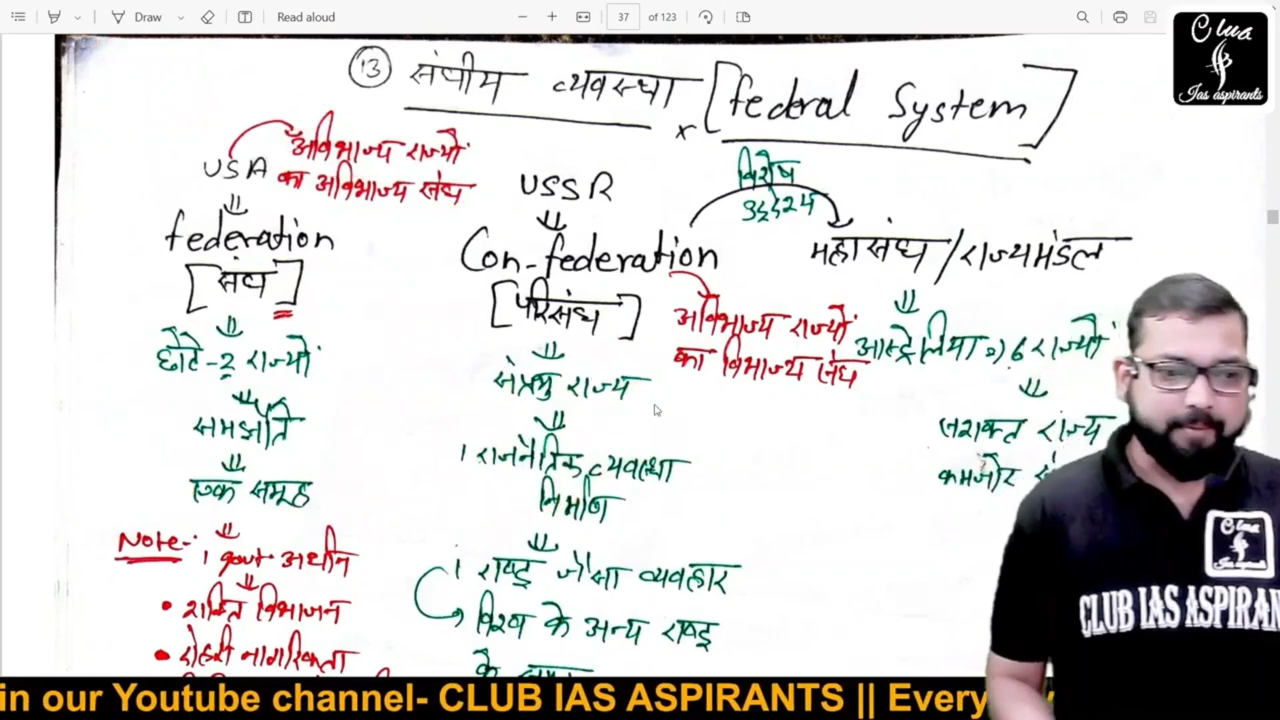 Draw
Read aloud
37
of 123
Club
Ias aspirants
13 संघीय व्यवस्था [federal System]
USA
अविभाज्य राज्यों
का अविभाज्य संघ
federation
[संघ]
छोटे-2 राज्यों
समझौते
एक समूह
Note:- 1 govt अधीन
• शक्ति विभाजन
• दोहरी नागरिकता
USSR
Con-federation
[परिसंघ]
अविभाज्य राज्यों
का विभाज्य संघ
संप्रभु राज्य
1 राजनैतिक व्यवस्था
निर्माण
1 राष्ट्र जैसा व्यवहार
विश्व के अन्य राष्ट्र
के
विशेष
उद्देश्य
महासंघ/राज्यमंडल
आस्ट्रेलिया => 6 राज्यों
सशक्त राज्य
कमजोर
CLUB IAS ASPIRAN
in our Youtube channel- CLUB IAS ASPIRANTS || Every